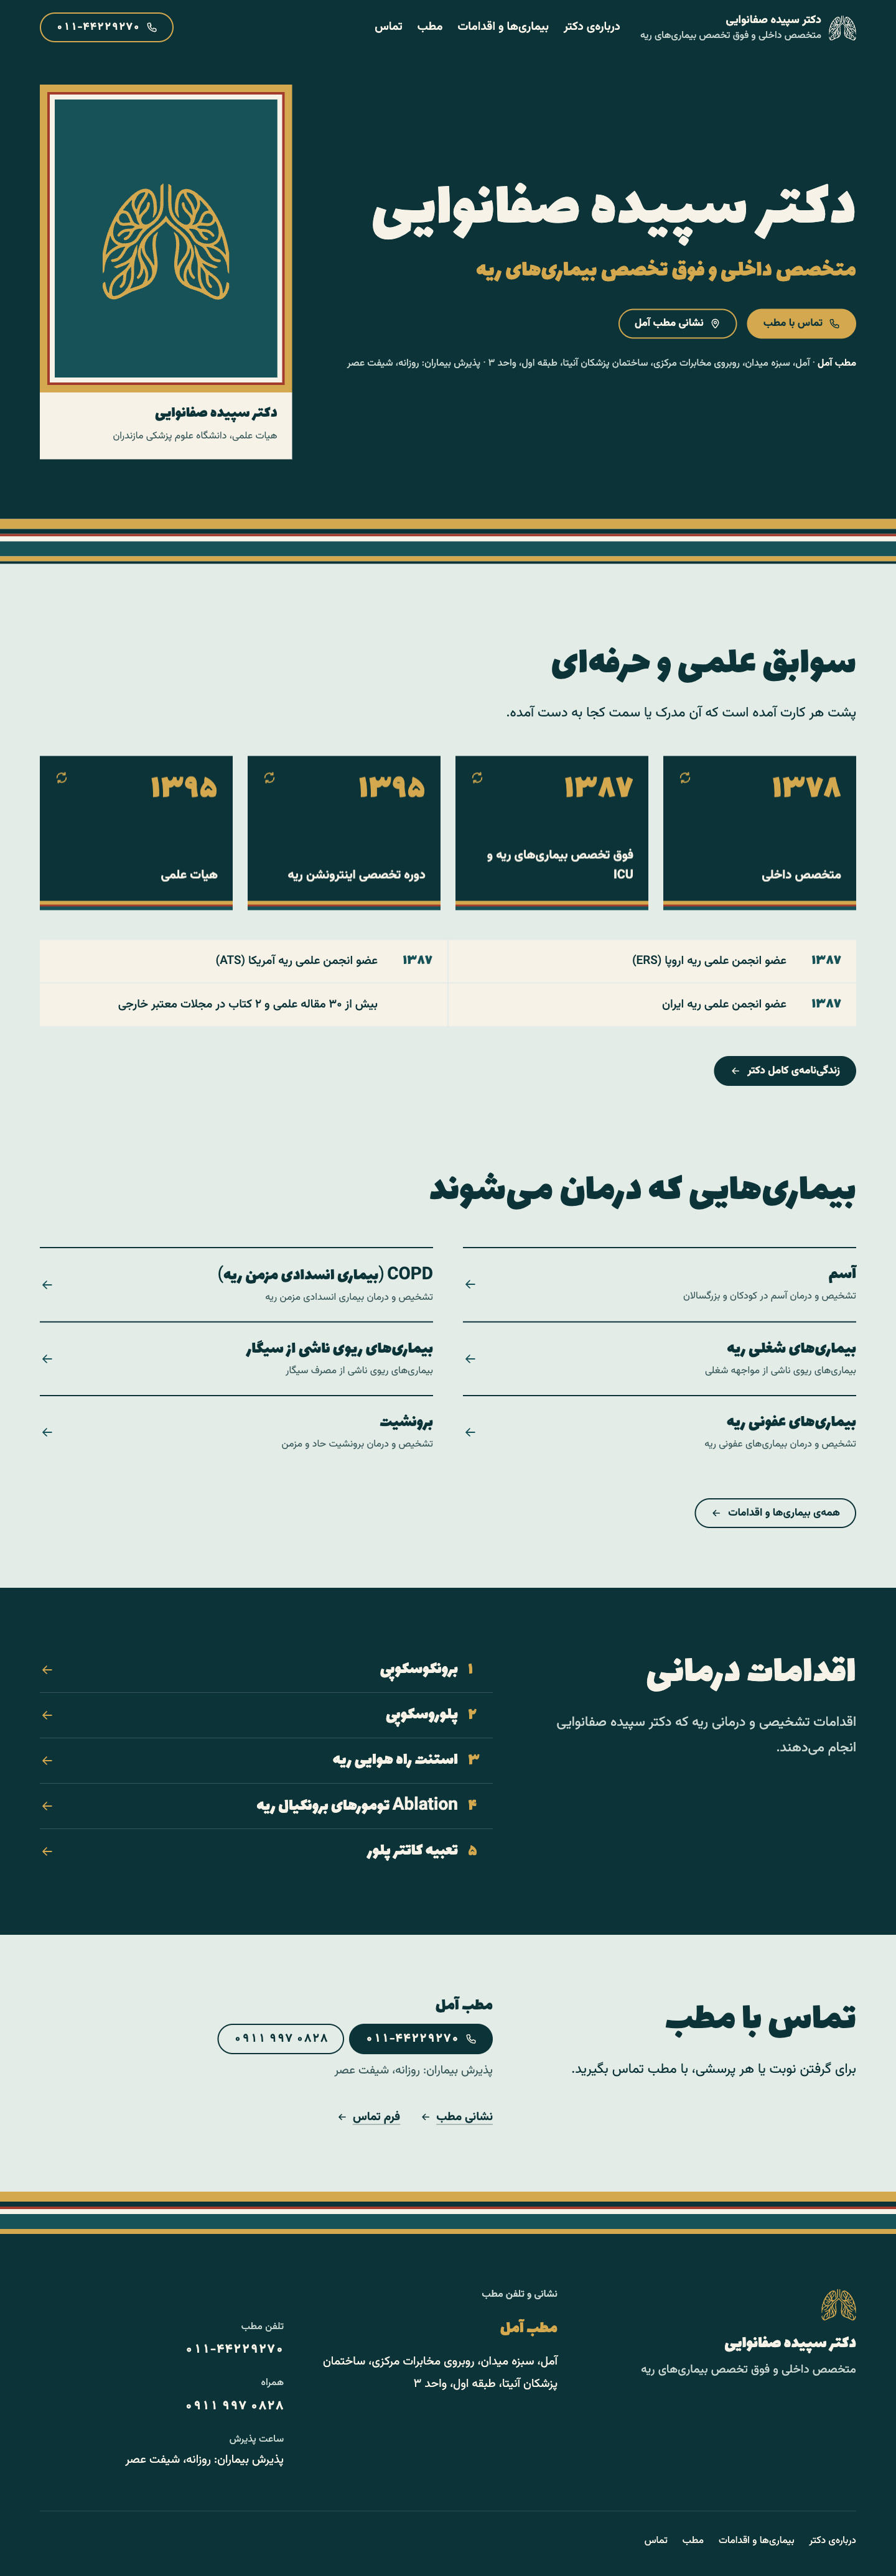 دکتر سپیده صفانوایی
متخصص داخلی و فوق تخصص بیماری‌های ریه
درباره‌ی دکتر
بیماری‌ها و اقدامات
مطب
تماس
۰۱۱-۴۴۲۲۹۲۷۰
دکتر سپیده صفانوایی
متخصص داخلی و فوق تخصص بیماری‌های ریه
تماس با مطب
نشانی مطب آمل
مطب آمل · آمل، سبزه میدان، روبروی مخابرات مرکزی، ساختمان پزشکان آنیتا، طبقه اول، واحد ۳ · پذیرش بیماران: روزانه، شیفت عصر
دکتر سپیده صفانوایی
هیات علمی، دانشگاه علوم پزشکی مازندران
سوابق علمی و حرفه‌ای
پشت هر کارت آمده است که آن مدرک یا سمت کجا به دست آمده.
۱۳۷۸
متخصص داخلی
۱۳۸۷
فوق تخصص بیماری‌های ریه و
ICU
۱۳۹۵
دوره تخصصی اینترونشن ریه
۱۳۹۵
هیات علمی
۱۳۸۷ عضو انجمن علمی ریه اروپا (ERS)
۱۳۸۷ عضو انجمن علمی ریه آمریکا (ATS)
۱۳۸۷ عضو انجمن علمی ریه ایران
بیش از ۳۰ مقاله علمی و ۲ کتاب در مجلات معتبر خارجی
زندگی‌نامه‌ی کامل دکتر ←
بیماری‌هایی که درمان می‌شوند
آسم
تشخیص و درمان آسم در کودکان و بزرگسالان
←
COPD (بیماری انسدادی مزمن ریه)
تشخیص و درمان بیماری انسدادی مزمن ریه
←
بیماری‌های شغلی ریه
بیماری‌های ریوی ناشی از مواجهه شغلی
←
بیماری‌های ریوی ناشی از سیگار
بیماری‌های ریوی ناشی از مصرف سیگار
←
بیماری‌های عفونی ریه
تشخیص و درمان بیماری‌های عفونی ریه
←
برونشیت
تشخیص و درمان برونشیت حاد و مزمن
←
همه‌ی بیماری‌ها و اقدامات ←
اقدامات درمانی
اقدامات تشخیصی و درمانی ریه که دکتر سپیده صفانوایی
انجام می‌دهند.
۱ برونکوسکوپی ←
۲ پلوروسکوپی ←
۳ استنت راه هوایی ریه ←
۴ Ablation تومورهای برونکیال ریه ←
۵ تعبیه کاتتر پلور ←
تماس با مطب
برای گرفتن نوبت یا هر پرسشی، با مطب تماس بگیرید.
مطب آمل
۰۱۱-۴۴۲۲۹۲۷۰
۰۹۱۱ ۹۹۷ ۰۸۲۸
پذیرش بیماران: روزانه، شیفت عصر
نشانی مطب ←
فرم تماس ←
دکتر سپیده صفانوایی
متخصص داخلی و فوق تخصص بیماری‌های ریه
نشانی و تلفن مطب
مطب آمل
آمل، سبزه میدان، روبروی مخابرات مرکزی، ساختمان
پزشکان آنیتا، طبقه اول، واحد ۳
تلفن مطب
۰۱۱-۴۴۲۲۹۲۷۰
همراه
۰۹۱۱ ۹۹۷ ۰۸۲۸
ساعت پذیرش
پذیرش بیماران: روزانه، شیفت عصر
درباره‌ی دکتر
بیماری‌ها و اقدامات
مطب
تماس